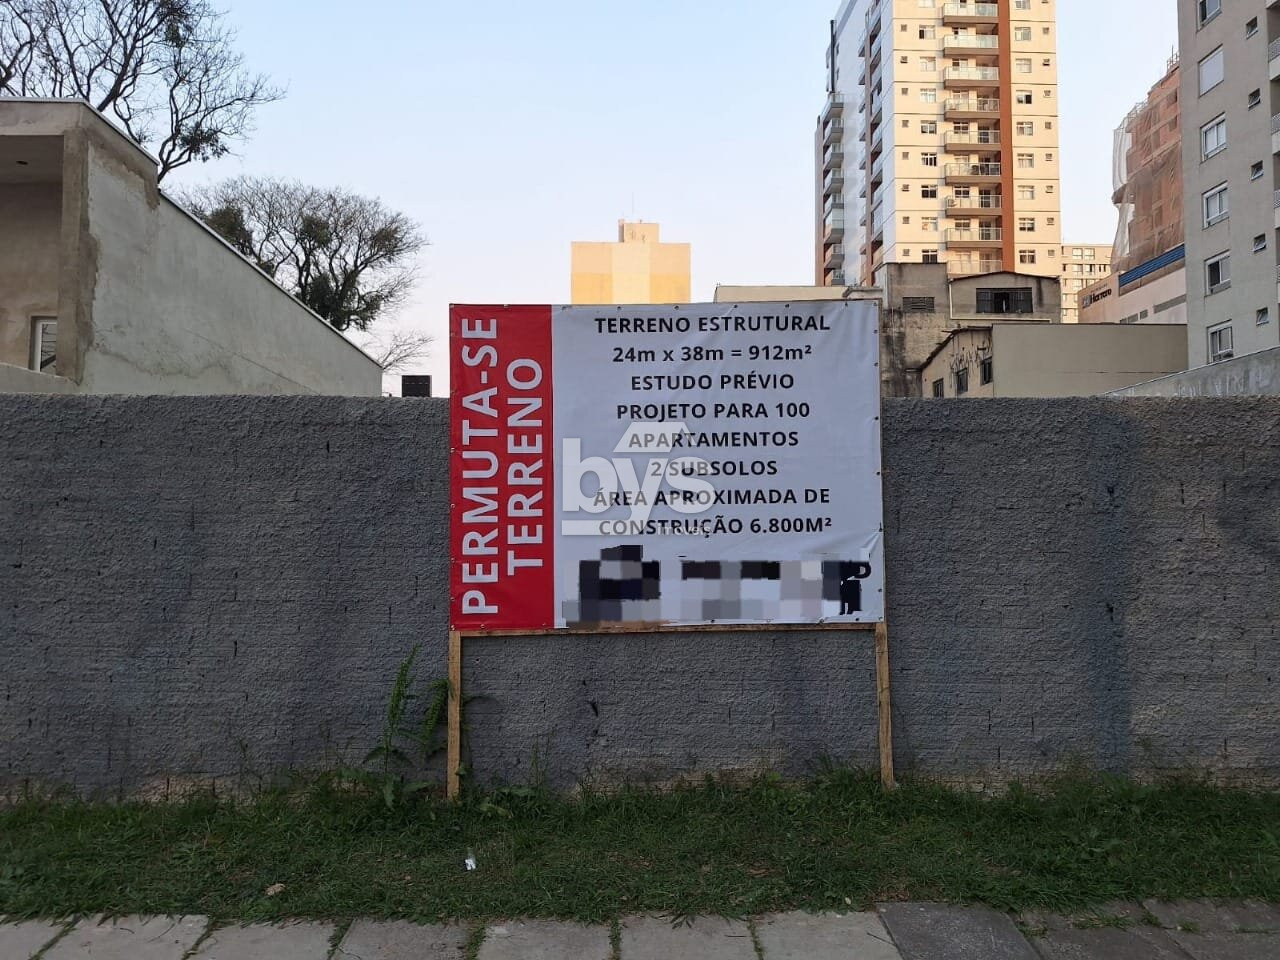 PERMUTA-SE
TERRENO
TERRENO ESTRUTURAL
24m x 38m = 912m²
ESTUDO PRÉVIO
PROJETO PARA 100
APARTAMENTOS
2 SUBSOLOS
ÁREA APROXIMADA DE
CONSTRUÇÃO 6.800M²
bys